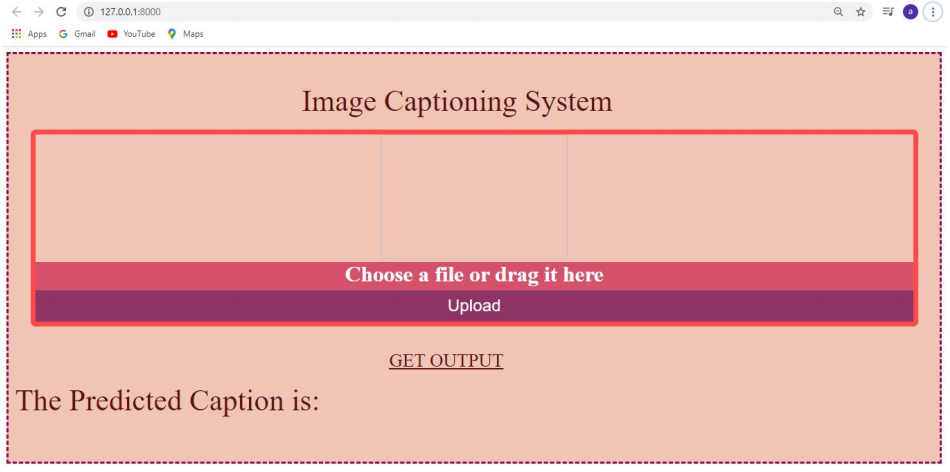 127.0.0.1:8000
a
Apps Gmail YouTube Maps
Image Captioning System
Choose a file or drag it here
Upload
GET OUTPUT
The Predicted Caption is: